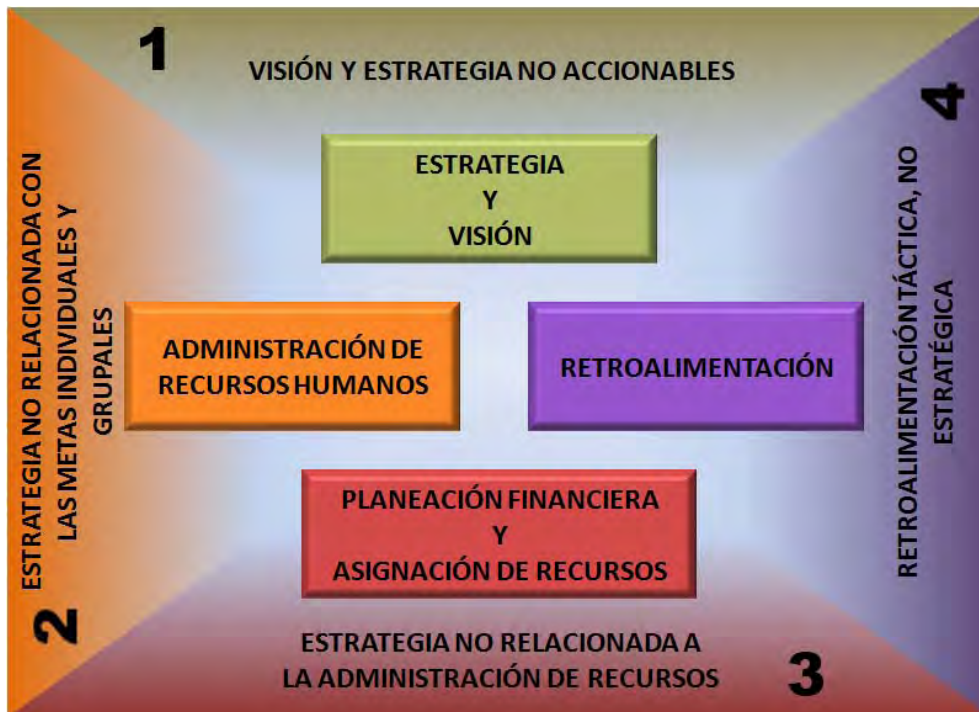 1
VISIÓN Y ESTRATEGIA NO ACCIONABLES
ESTRATEGIA
Y
VISIÓN
2
ESTRATEGIA NO RELACIONADA CON
LAS METAS INDIVIDUALES Y
GRUPALES
ADMINISTRACIÓN DE
RECURSOS HUMANOS
RETROALIMENTACIÓN
4
RETROALIMENTACIÓN TÁCTICA, NO
ESTRATÉGICA
PLANEACIÓN FINANCIERA
Y
ASIGNACIÓN DE RECURSOS
ESTRATEGIA NO RELACIONADA A
LA ADMINISTRACIÓN DE RECURSOS
3